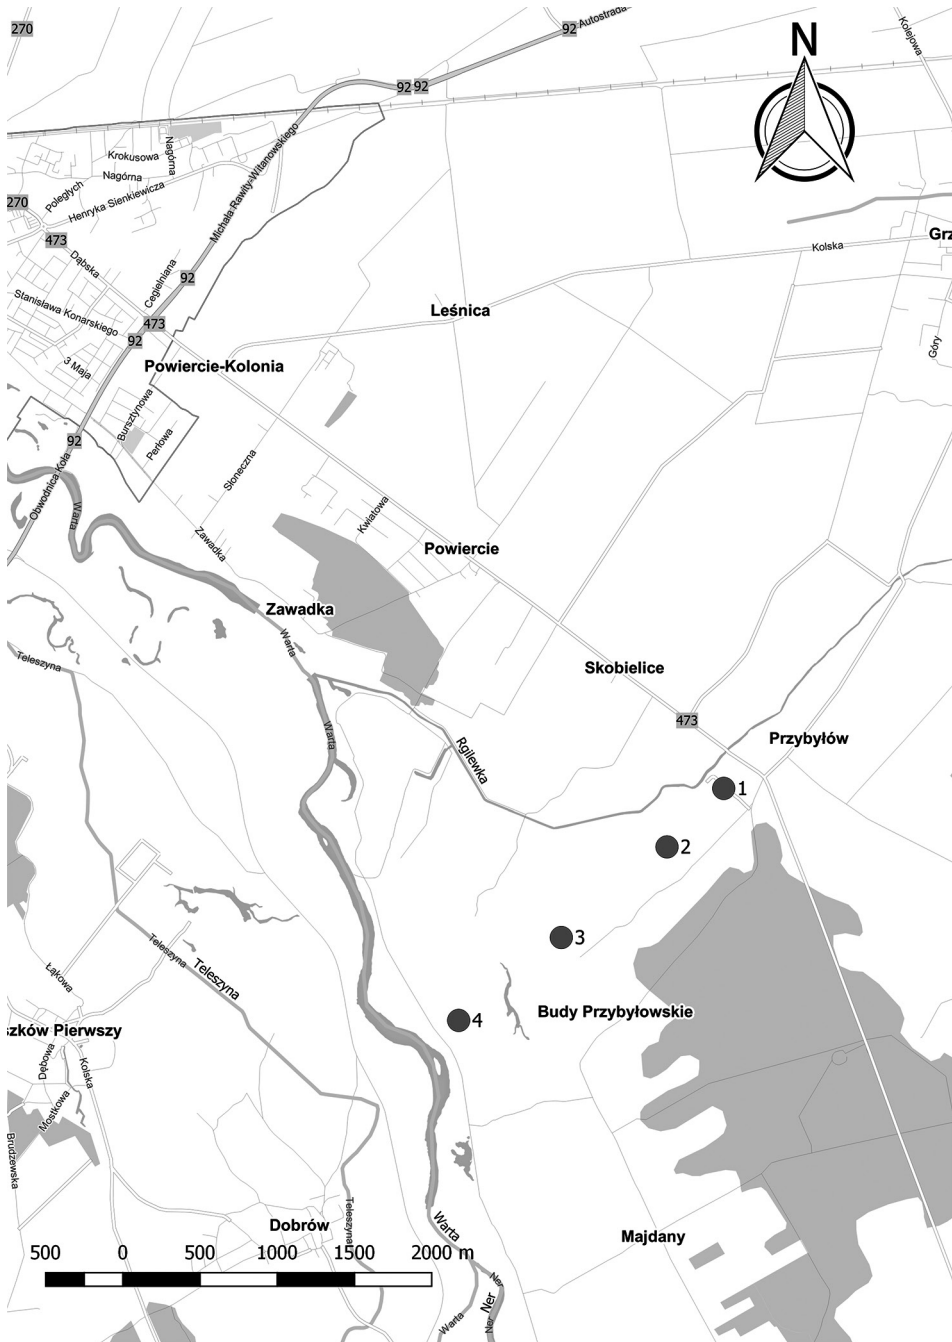 270
92
Autostrada
Kolejowa
N
92
92
Krokusowa
Nagórna
Nagórna
Poległych
Henryka Sienkiewicza
Michała Rawity-Witanowskiego
270
473
Dąbska
Kolska
Grz
Cegielniana
92
Stanisława Konarskiego
473
92
Leśnica
Góry
3 Maja
Powiercie-Kolonia
Bursztynowa
Perłowa
92
Obwodnica Koła
Słoneczna
Warta
Kwiatowa
Zawadka
Powiercie
Zawadka
Warta
Teleszyna
Skobielice
473
Warta
Rgilewka
Przybyłów
1
2
3
Teleszyna
Teleszyna
Łąkowa
4
Budy Przybyłowskie
szków Pierwszy
Dębowa
Kolska
Mostkowa
Brudzewska
Teleszyna
Dobrów
Warta
Majdany
500 0 500 1000 1500 2000 m
Ner
Ner
Warta
Ner